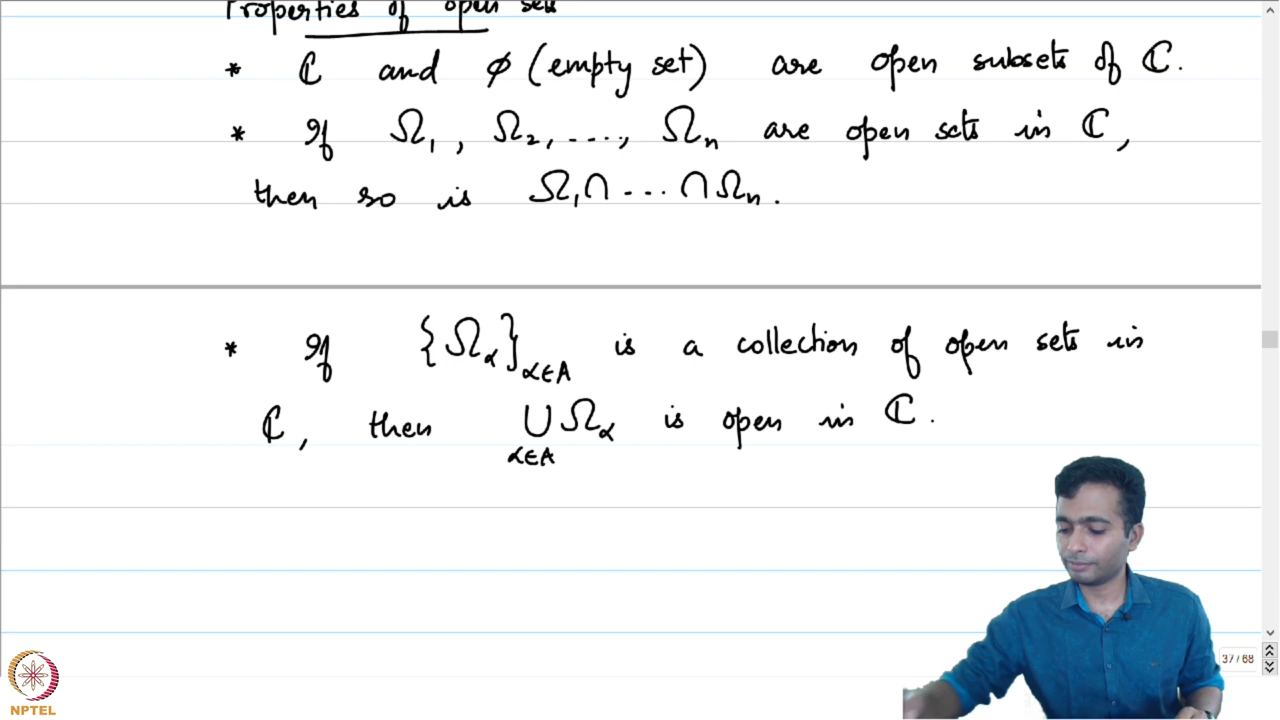 Properties of open sets
* ℂ and φ (empty set) are open subsets of ℂ.
* If Ω₁, Ω₂, ...., Ωₙ are open sets in ℂ,
then so is Ω₁∩ ... ∩Ωₙ.
* If {Ω_α}_{α∈A} is a collection of open sets in
ℂ, then ∪_{α∈A} Ω_α is open in ℂ.
37 / 68
NPTEL